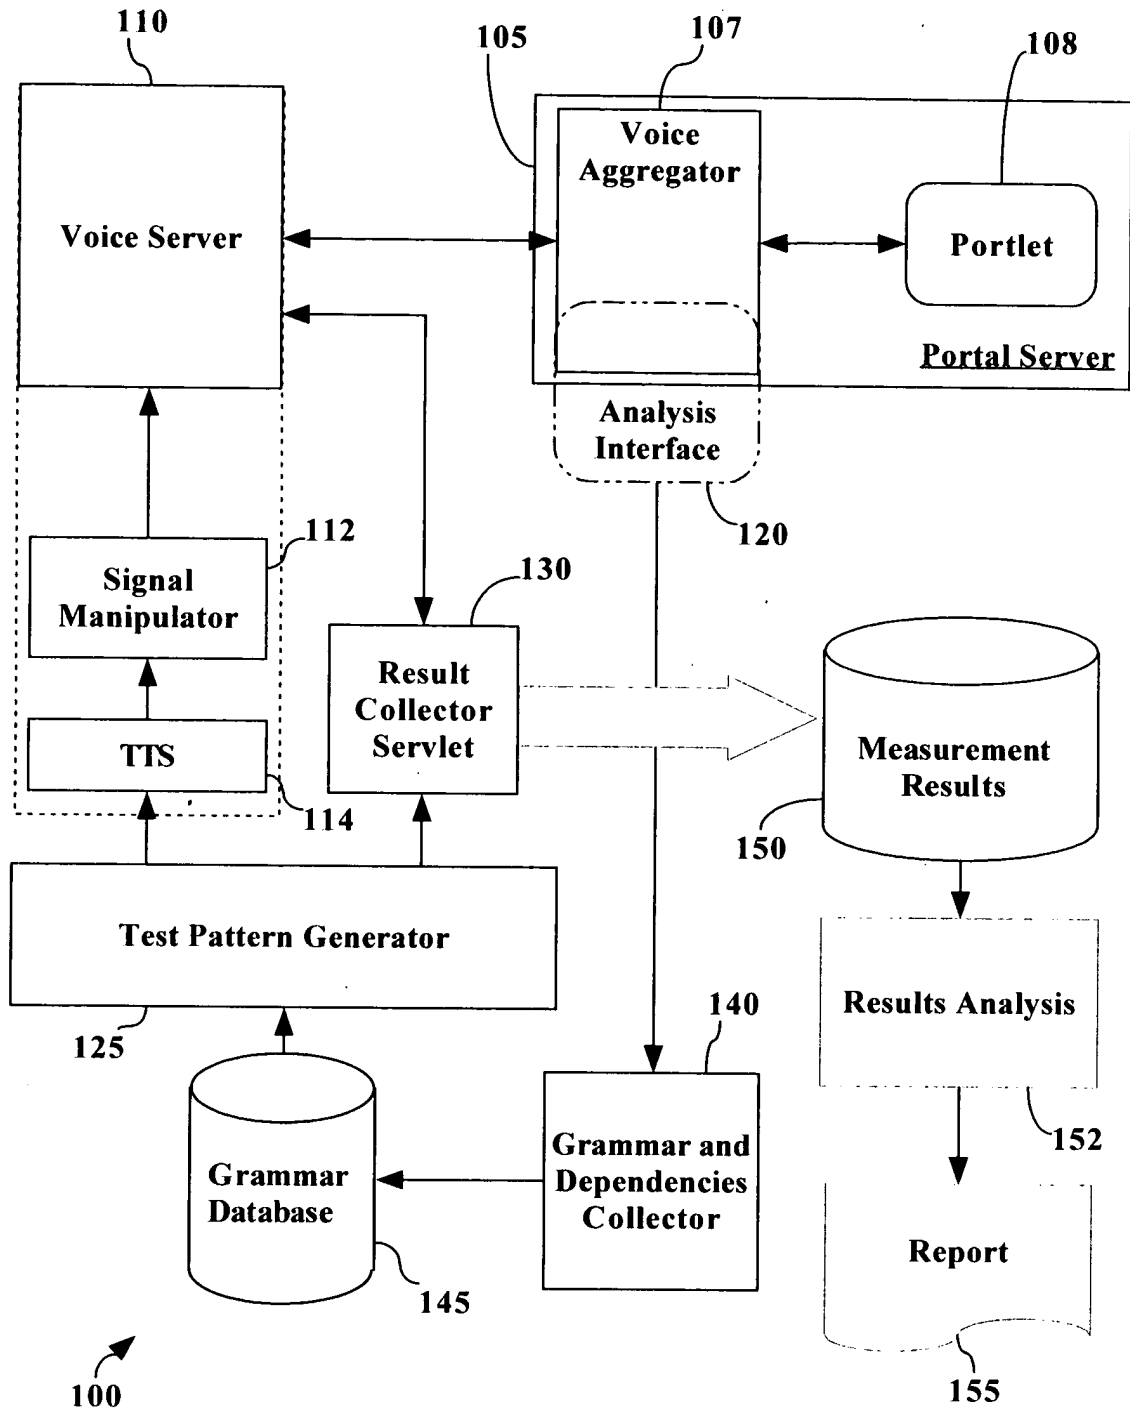 110
105
107
108
Voice
Aggregator
Voice Server
Portlet
Portal Server
Analysis
Interface
120
112
Signal
Manipulator
130
Result
Collector
Servlet
TTS
114
Measurement
Results
150
Test Pattern Generator
125
Results Analysis
140
152
Grammar
Database
Grammar and
Dependencies
Collector
145
Report
155
100